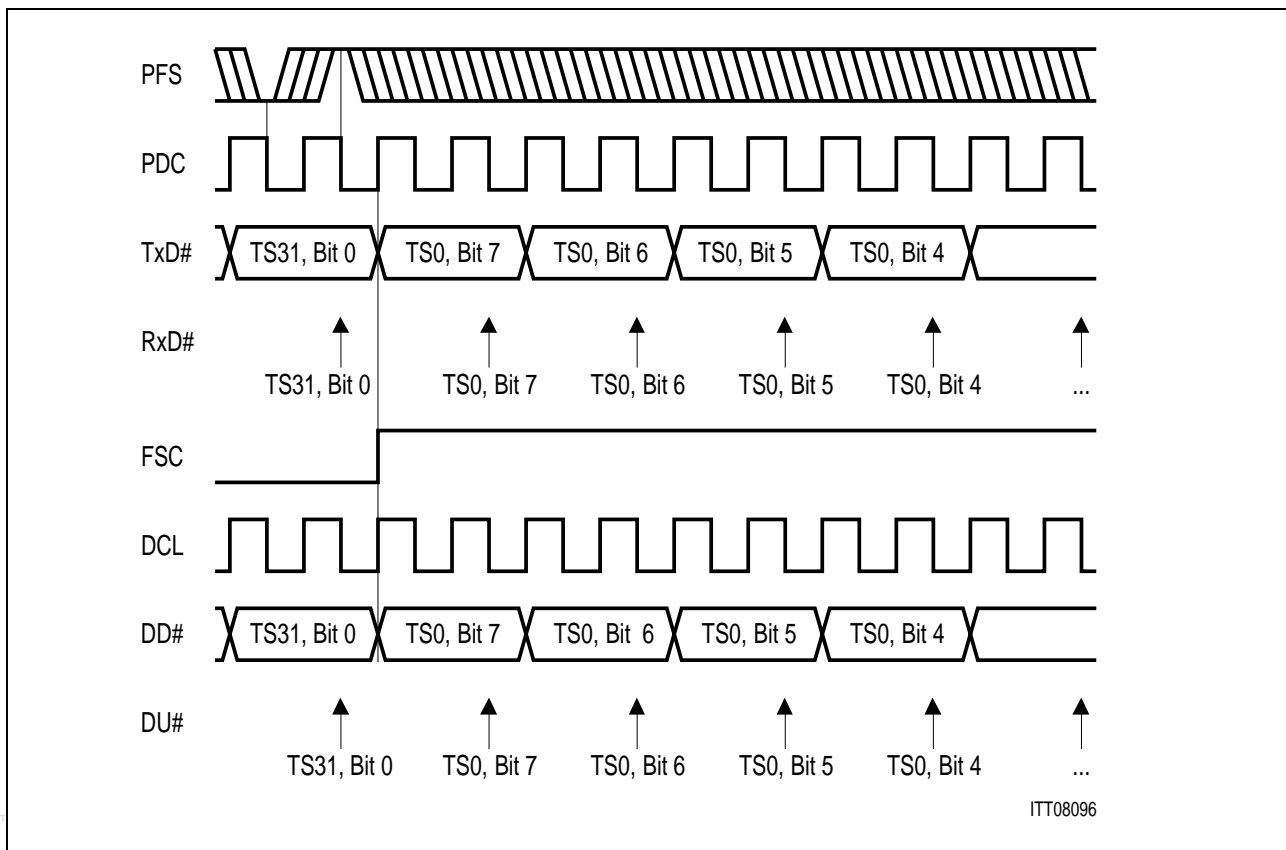 PFS
PDC
TxD# TS31, Bit 0 TS0, Bit 7 TS0, Bit 6 TS0, Bit 5 TS0, Bit 4
RxD#
TS31, Bit 0 TS0, Bit 7 TS0, Bit 6 TS0, Bit 5 TS0, Bit 4 ...
FSC
DCL
DD# TS31, Bit 0 TS0, Bit 7 TS0, Bit 6 TS0, Bit 5 TS0, Bit 4
DU#
TS31, Bit 0 TS0, Bit 7 TS0, Bit 6 TS0, Bit 5 TS0, Bit 4 ...
ITT08096